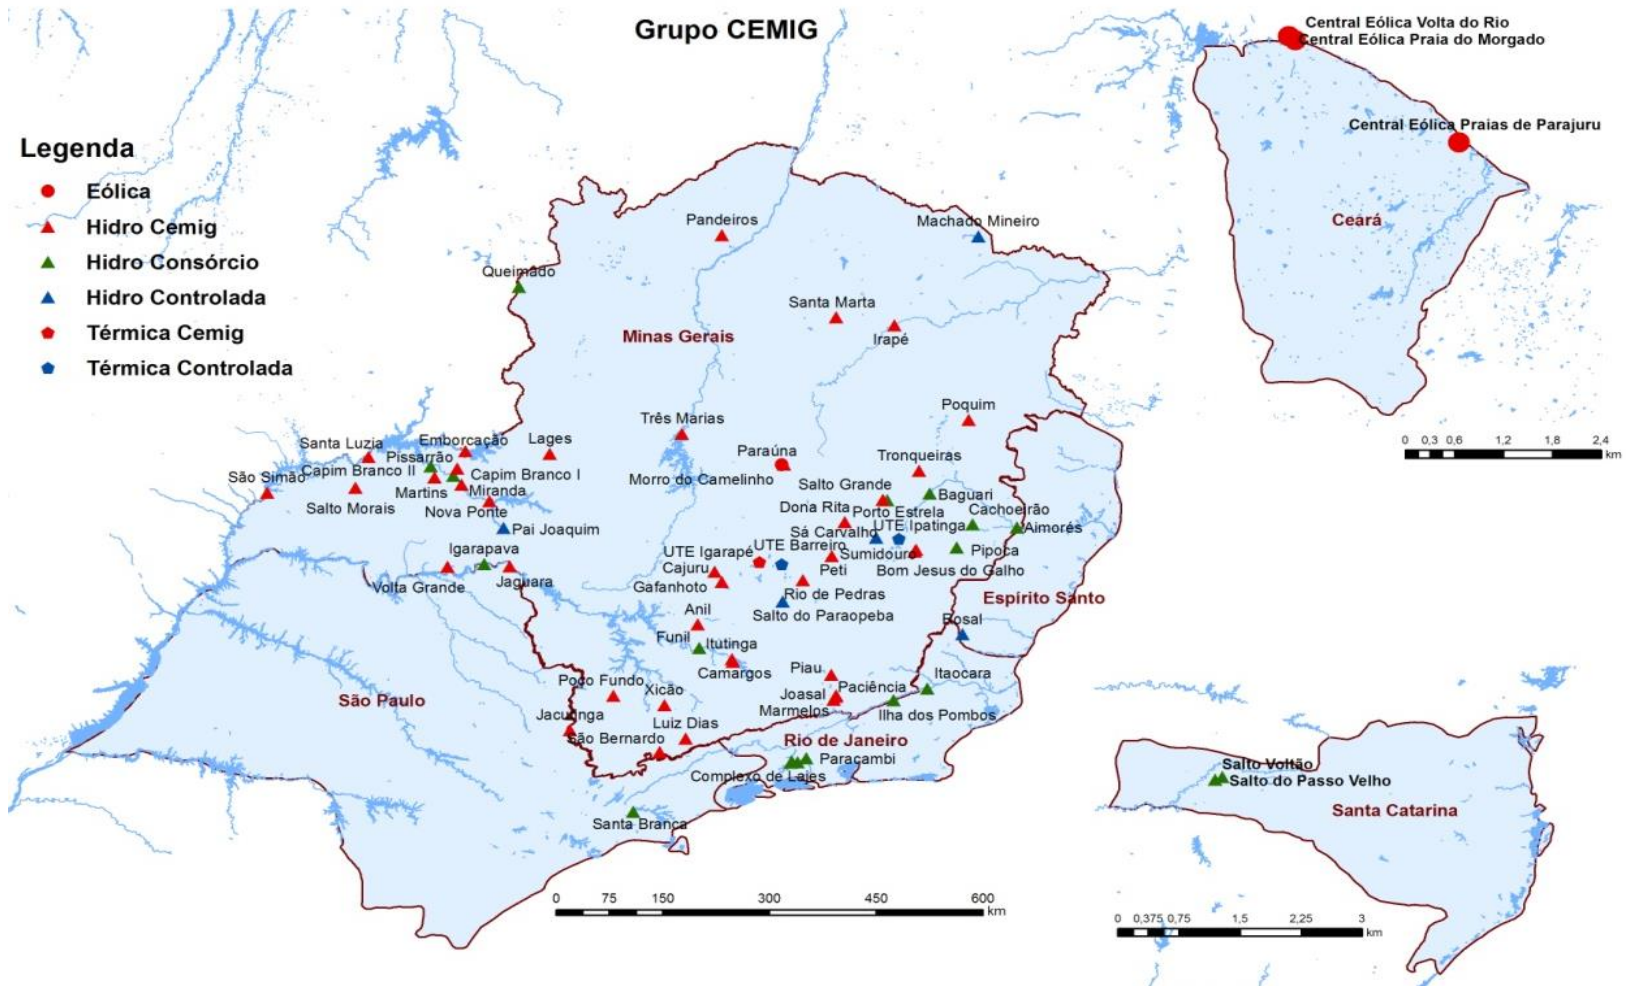 Grupo CEMIG
Legenda
Eólica
Hidro Cemig
Hidro Consórcio
Hidro Controlada
Térmica Cemig
Térmica Controlada
Central Eólica Volta do Rio
Central Eólica Praia do Morgado
Central Eólica Praias de Parajuru
Ceará
0 0,3 0,6 1,2 1,8 2,4
km
Pandeiros
Machado Mineiro
Queimado
Santa Marta
Irapé
Minas Gerais
Três Marias
Poquim
Santa Luzia
Emborcação
Lages
Pissarrão
Capim Branco II
Capim Branco I
São Simão
Martins
Miranda
Salto Morais
Nova Ponte
Pai Joaquim
Paraúna
Morro do Camelinho
Tronqueiras
Salto Grande
Baguari
Dona Rita
Porto Estrela
Cachoeirão
Sá Carvalho
UTE Ipatinga
Aimorés
UTE Igarapé
UTE Barreiro
Sumidouro
Pipoca
Cajuru
Peti
Bom Jesus do Galho
Gafanhoto
Rio de Pedras
Salto do Paraopeba
Igarapava
Volta Grande
Jaguara
Espírito Santo
Anil
Rosal
Funil
Itutinga
Camargos
Piau
Itaocara
Poço Fundo
Xicão
Joasal
Paciência
Marmelos
Ilha dos Pombos
Jacutinga
Luiz Dias
São Bernardo
São Paulo
Rio de Janeiro
Paracambi
Complexo de Lajes
Santa Branca
0 75 150 300 450 600
km
Salto Voltão
Salto do Passo Velho
Santa Catarina
0 0,375 0,75 1,5 2,25 3
km